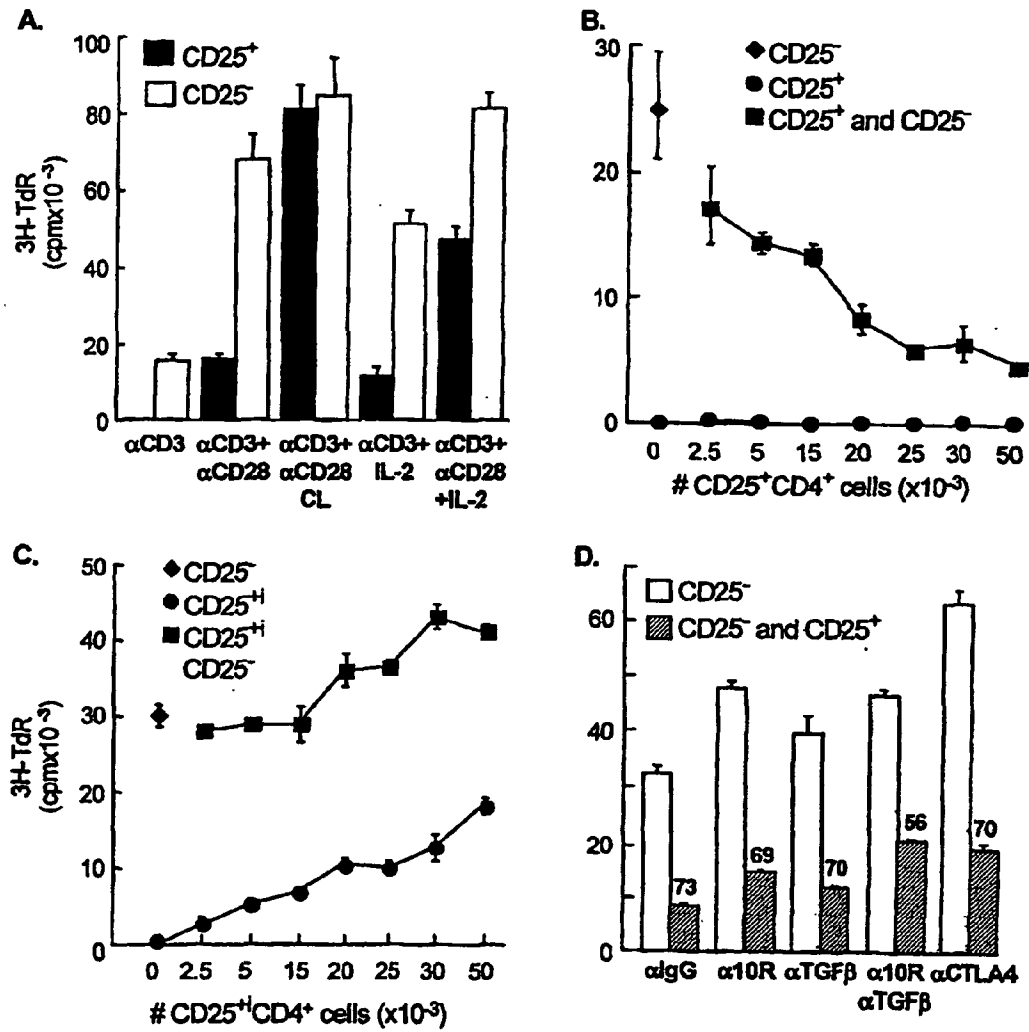 A.
100
80
60
40
20
0
3H-TdR
(cpmx10⁻³)
CD25⁺
CD25⁻
αCD3 αCD3+ αCD3+ αCD3+ αCD3+
αCD28 αCD28 IL-2 αCD28
CL +IL-2
B.
30
20
10
0
CD25⁻
CD25⁺
CD25⁺ and CD25⁻
0 2.5 5 15 20 25 30 50
# CD25⁺CD4⁺ cells (x10⁻³)
C.
50
40
30
20
10
0
3H-TdR
(cpmx10⁻³)
CD25⁻
CD25⁺ⁱ
CD25⁺ⁱ
CD25⁻
0 2.5 5 15 20 25 30 50
# CD25⁺ⁱCD4⁺ cells (x10⁻³)
D.
60
40
20
0
CD25⁻
CD25⁻ and CD25⁺
73 69 70 56 70
αIgG α10R αTGFβ α10R αCTLA4
αTGFβ